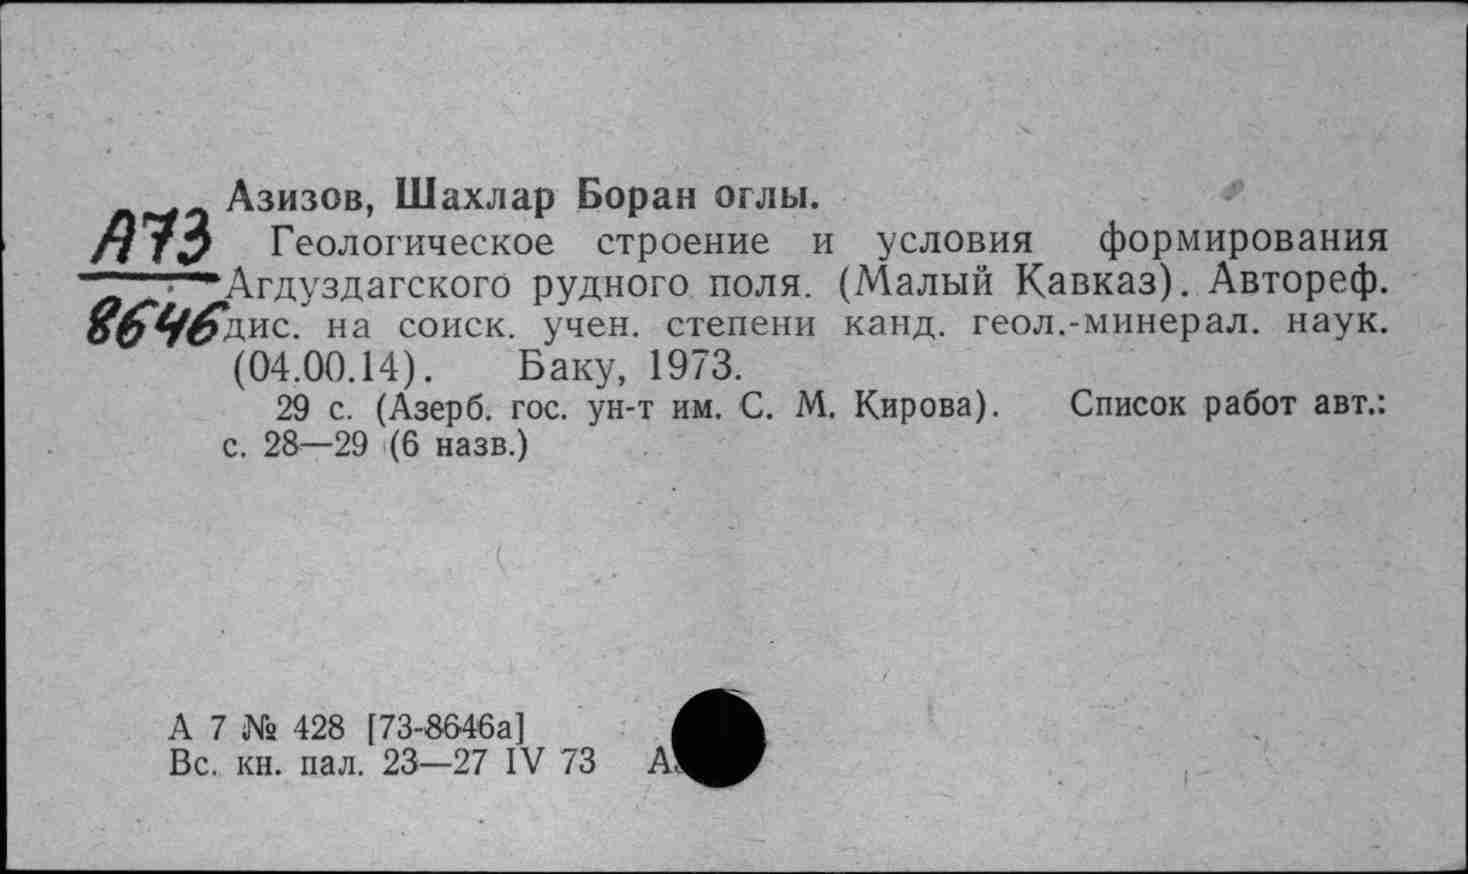 Азизов, Шахлар Боран оглы.
А73
Геологическое строение и условия формирования
Агдуздагского рудного поля. (Малый Кавказ). Автореф.
8646
дис. на соиск. учен. степени канд. геол.-минерал. наук.
(04.00.14). Баку, 1973.
29 с. (Азерб. гос. ун-т им. С. М. Кирова). Список работ авт.:
с. 28—29 (6 назв.)
А 7 № 428 [73-8646а]
Вс. кн. пал. 23—27 IV 73